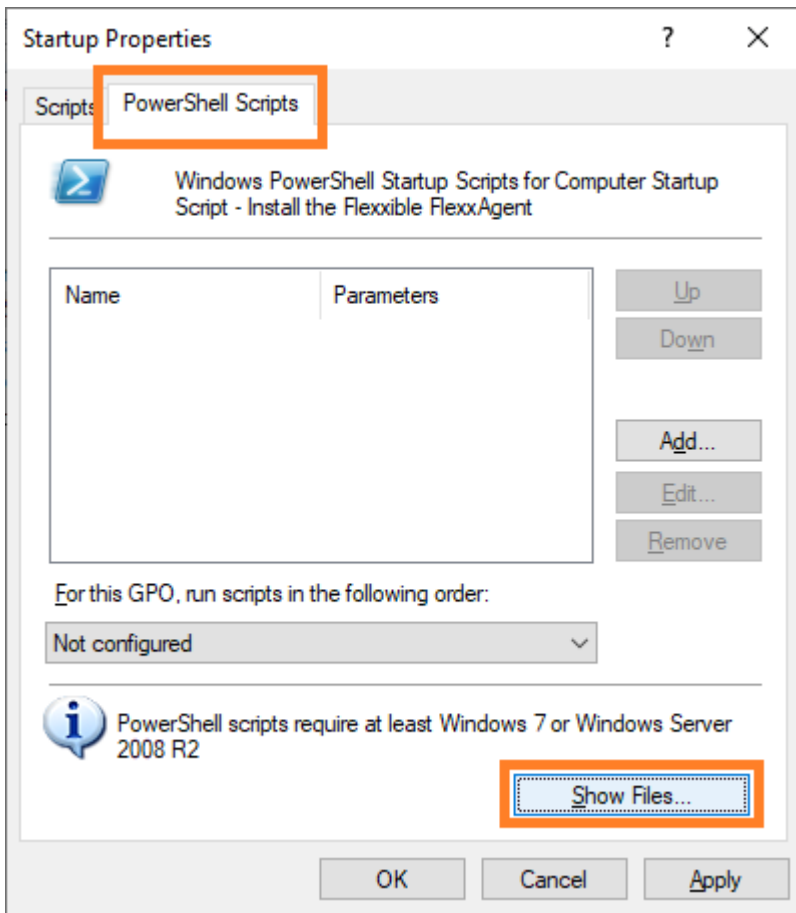 Startup Properties
?
Scripts
PowerShell Scripts
Windows PowerShell Startup Scripts for Computer Startup
Script - Install the Flexxible FlexxAgent
Name
Parameters
Up
Down
Add...
Edit...
Remove
For this GPO, run scripts in the following order:
Not configured
PowerShell scripts require at least Windows 7 or Windows Server
2008 R2
Show Files...
OK
Cancel
Apply